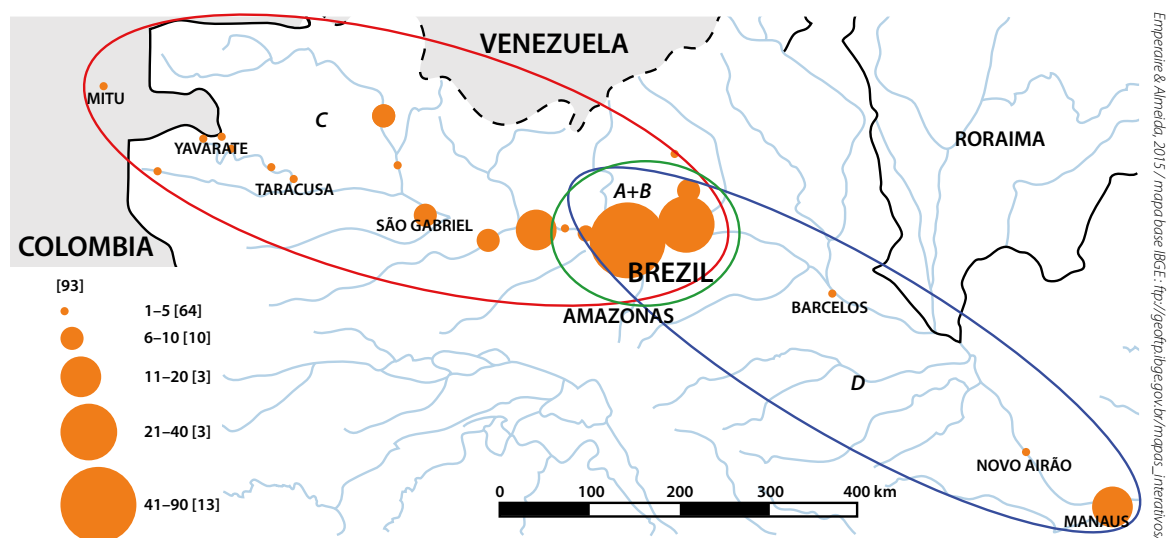 VENEZUELA
MITU
C
RORAIMA
YAVARATE
TARACUSA
A+B
SÃO GABRIEL
COLOMBIA
BREZIL
[93]
1–5 [64]
6–10 [10]
11–20 [3]
21–40 [3]
41–90 [13]
AMAZONAS
BARCELOS
D
NOVO AIRÃO
MANAUS
0 100 200 300 400 km
Emperaire & Almeida, 2015 / mapa base IBGE : ftp://geoftp.ibge.gov.br/mapas_interativos,